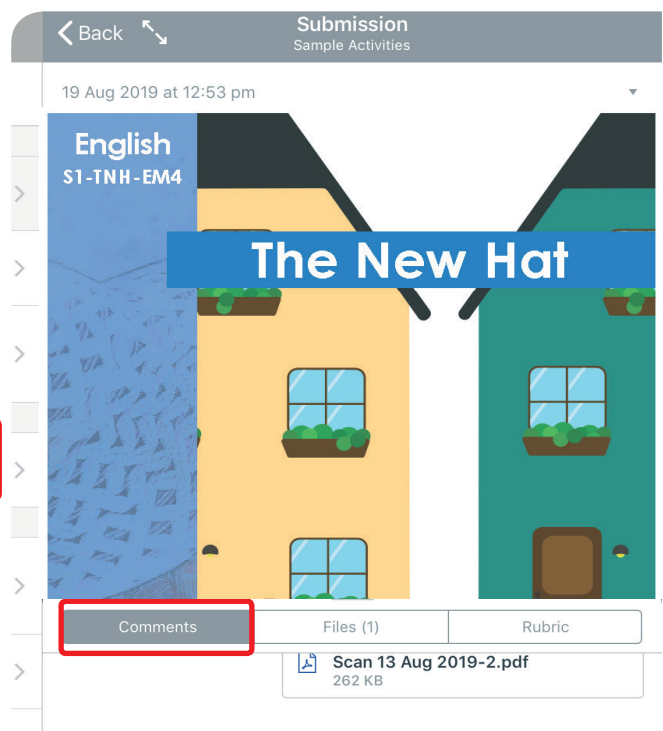 Back
Submission
Sample Activities
19 Aug 2019 at 12:53 pm
English
S1-TNH-EM4
The New Hat
Comments
Files (1)
Rubric
Scan 13 Aug 2019-2.pdf
262 KB